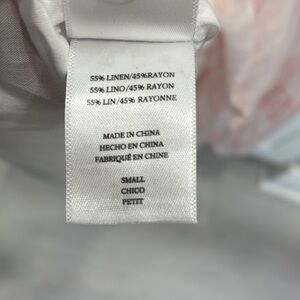 55% LINEN/45%RAYON
55% LINO/45% RAYON
55% LIN/45% RAYONNE
MADE IN CHINA
HECHO EN CHINA
FABRIQUÉ EN CHINE
SMALL
CHICO
PETIT